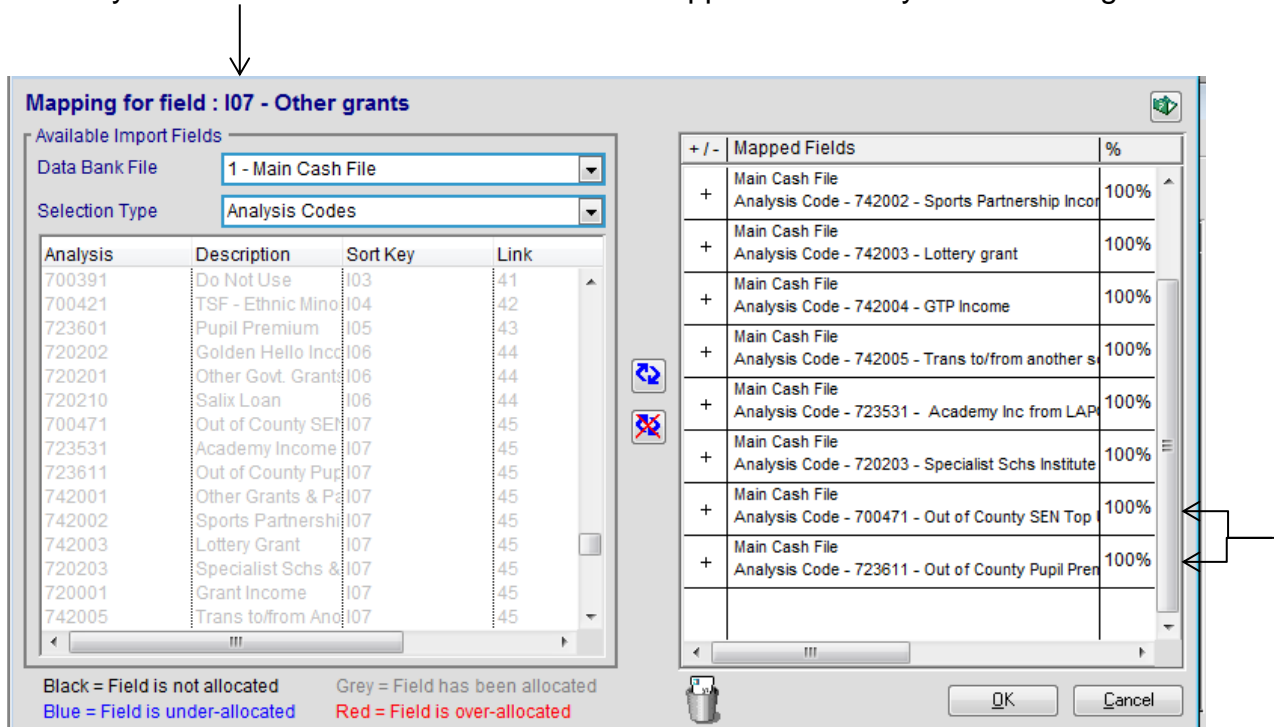 Mapping for field : I07 - Other grants
Available Import Fields
Data Bank File
1 - Main Cash File
Selection Type
Analysis Codes
Analysis Description Sort Key Link
700391 Do Not Use I03 41
700421 TSF - Ethnic Mino I04 42
723601 Pupil Premium I05 43
720202 Golden Hello Inco I06 44
720201 Other Govt. Grants I06 44
720210 Salix Loan I06 44
700471 Out of County SEN I07 45
723531 Academy Income I07 45
723611 Out of County Pup I07 45
742001 Other Grants & Pa I07 45
742002 Sports Partnershi I07 45
742003 Lottery Grant I07 45
720203 Specialist Schs & I07 45
720001 Grant Income I07 45
742005 Trans to/from Ano I07 45
Black = Field is not allocated Grey = Field has been allocated
Blue = Field is under-allocated Red = Field is over-allocated
+ / - Mapped Fields %
Main Cash File
+ Analysis Code - 742002 - Sports Partnership Incor 100%
Main Cash File
+ Analysis Code - 742003 - Lottery grant 100%
Main Cash File
+ Analysis Code - 742004 - GTP Income 100%
Main Cash File
+ Analysis Code - 742005 - Trans to/from another s 100%
Main Cash File
+ Analysis Code - 723531 - Academy Inc from LAP 100%
Main Cash File
+ Analysis Code - 720203 - Specialist Schs Institute 100%
Main Cash File
+ Analysis Code - 700471 - Out of County SEN Top 100%
Main Cash File
+ Analysis Code - 723611 - Out of County Pupil Pren 100%
OK Cancel